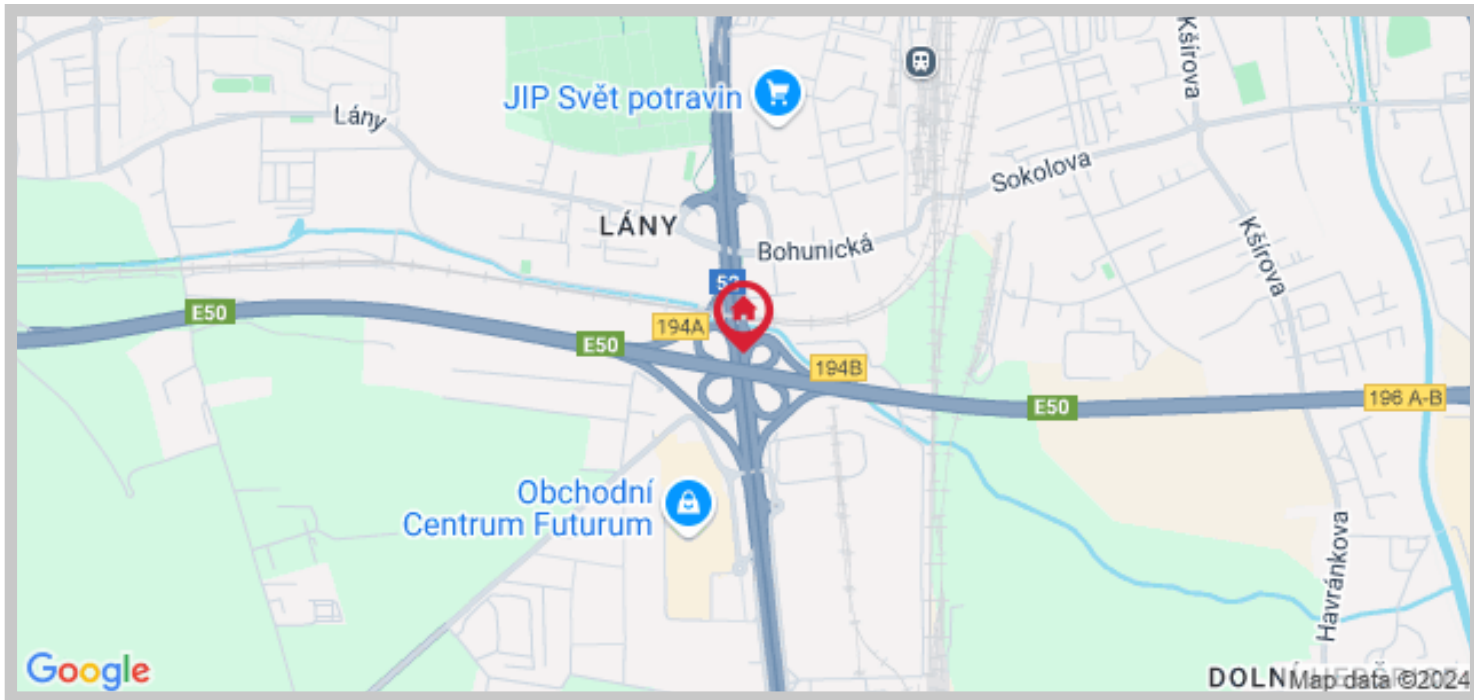 Kšírova
JIP Svět potravin
Lány
Sokolova
LÁNY
Bohunická
Kšírova
E50
194A
E50
194B
E50
196 A-B
Obchodní
Centrum Futurum
Havránkova
Google
DOLNÍ
Map data ©2024